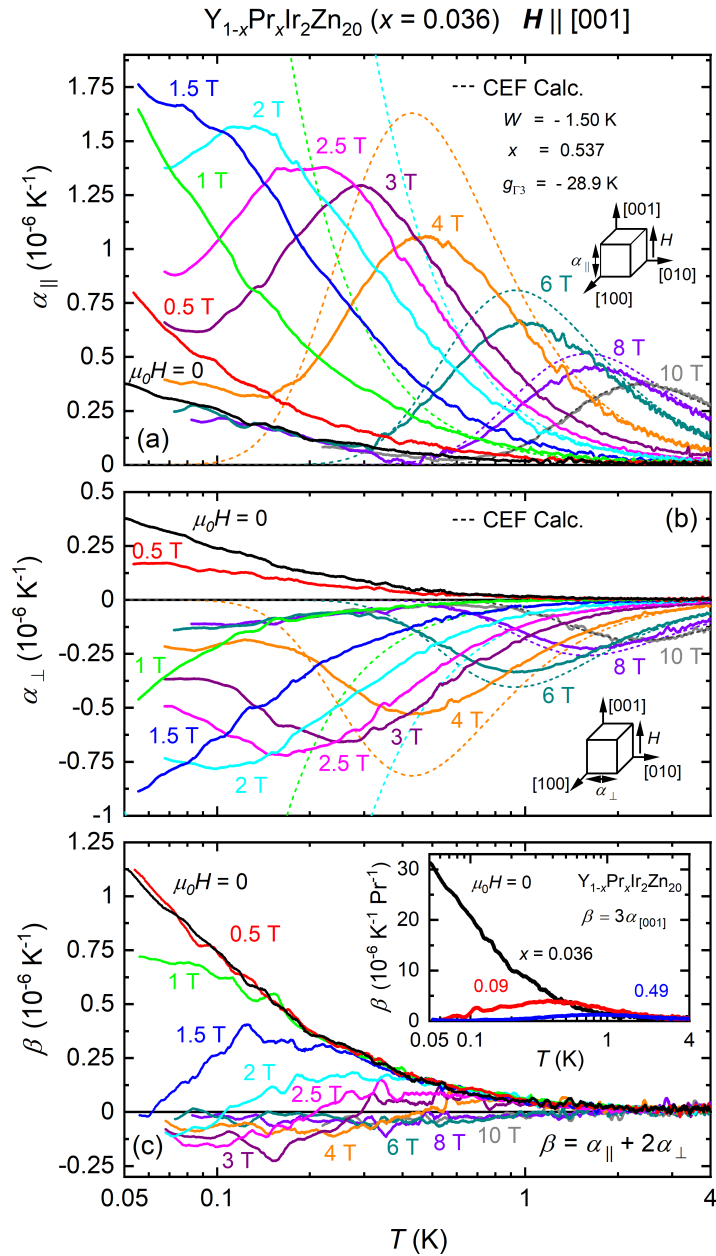 Y1-xPrxIr2Zn20 (x = 0.036) H || [001]
1.75
1.5
1.25
1
0.75
0.5
0.25
0
α|| (10-6 K-1)
1.5 T
2 T
2.5 T
1 T
3 T
4 T
0.5 T
6 T
8 T
10 T
μ0H = 0
(a)
CEF Calc.
W = - 1.50 K
x = 0.537
gΓ3 = - 28.9 K
[001]
H
α||
[010]
[100]
0.5
0.25
0
-0.25
-0.5
-0.75
-1
α⊥ (10-6 K-1)
μ0H = 0
CEF Calc.
(b)
0.5 T
1 T
1.5 T
2 T
2.5 T
3 T
4 T
6 T
8 T
10 T
[001]
H
[100]
[010]
α⊥
1.25
1
0.75
0.5
0.25
0
-0.25
β (10-6 K-1)
μ0H = 0
0.5 T
1 T
1.5 T
2 T
2.5 T
3 T
4 T
6 T
8 T
10 T
(c)
β = α|| + 2α⊥
30
20
10
5
0
β (10-6 K-1 Pr-1)
μ0H = 0
Y1-xPrxIr2Zn20
β = 3α[001]
x = 0.036
0.09
0.49
0.05
0.1
1
4
T (K)
0.05
0.1
1
4
T (K)